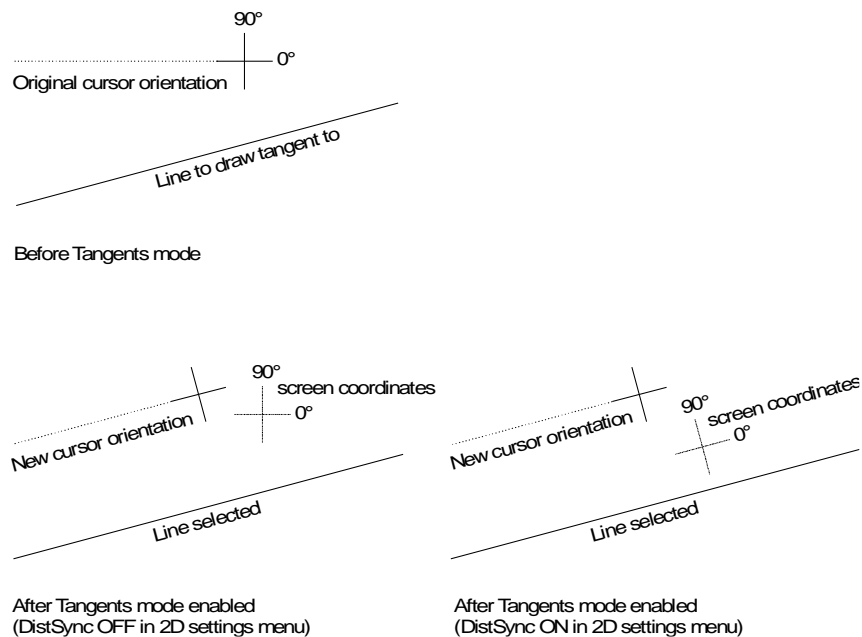 90°
0°
Original cursor orientation
Line to draw tangent to
Before Tangents mode
90°
screen coordinates
0°
New cursor orientation
Line selected
After Tangents mode enabled
(DistSync OFF in 2D settings menu)
90°
screen coordinates
0°
New cursor orientation
Line selected
After Tangents mode enabled
(DistSync ON in 2D settings menu)